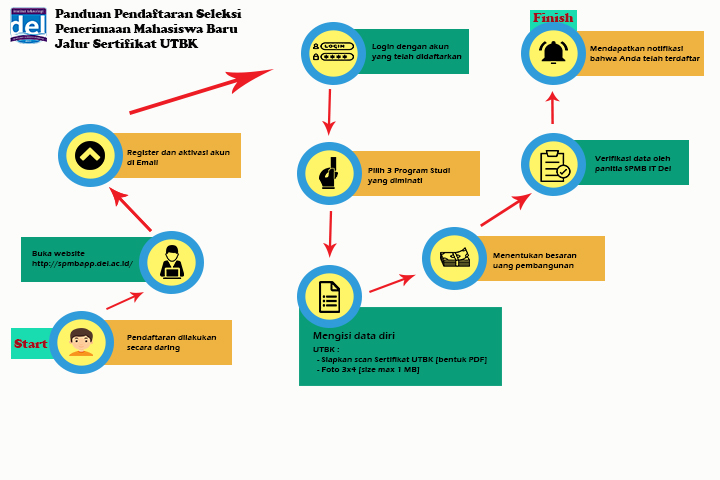 institut teknologi
del
Panduan Pendaftaran Seleksi
Penerimaan Mahasiswa Baru
Jalur Sertifikat UTBK
Start
Pendaftaran dilakukan
secara daring
Buka website
http://spmbapp.del.ac.id/
Register dan aktivasi akun
di Email
LOGIN
****
Login dengan akun
yang telah didaftarkan
Pilih 3 Program Studi
yang diminati
Mengisi data diri
UTBK :
- Siapkan scan Sertifikat UTBK [bentuk PDF]
- Foto 3x4 [size max 1 MB]
Menentukan besaran
uang pembangunan
Verifikasi data oleh
panitia SPMB IT Del
Finish
Mendapatkan notifikasi
bahwa Anda telah terdaftar